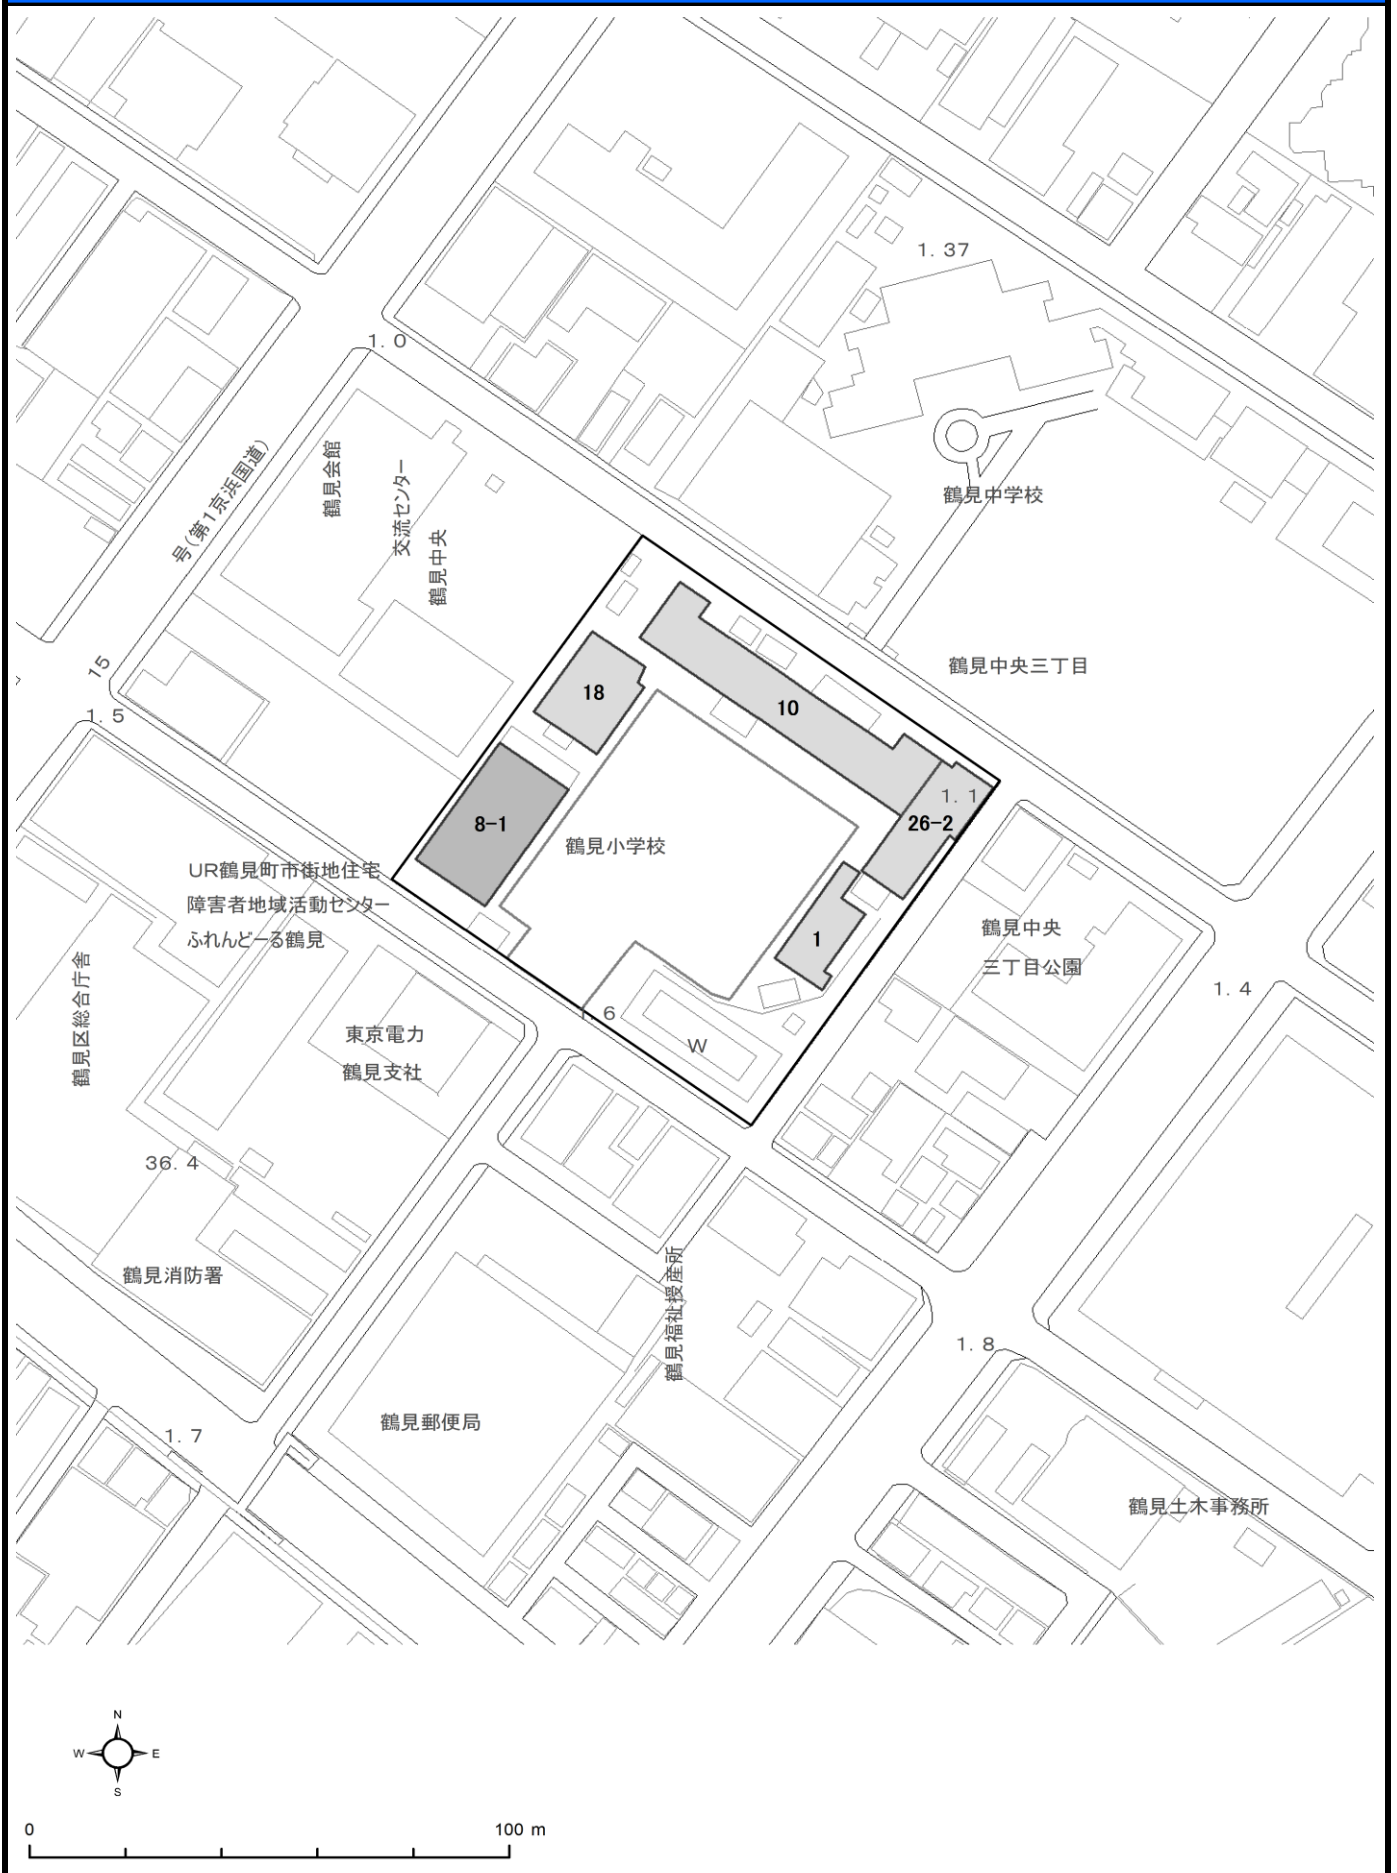 1. 37
1. 0
鶴見会館
交流センター
鶴見中央
号(第1京浜国道)
15
鶴見中学校
鶴見中央三丁目
18
10
1. 1
26-2
8-1
鶴見小学校
1
1. 5
UR鶴見町市街地住宅
障害者地域活動センター
ふれんどーる鶴見
鶴見区総合庁舎
鶴見中央
三丁目公園
1. 4
東京電力
鶴見支社
1. 6
W
36. 4
鶴見消防署
鶴見福祉授産所
1. 8
鶴見郵便局
1. 7
鶴見土木事務所
N
W
E
S
0
100 m